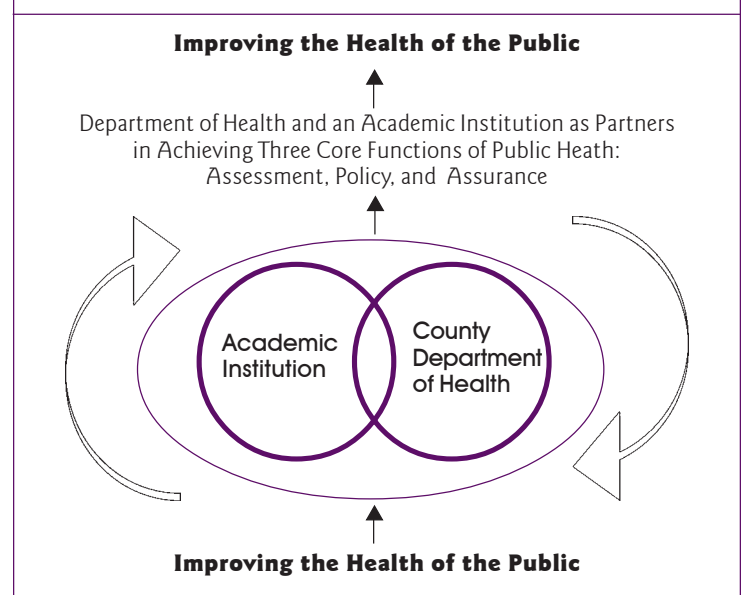 Improving the Health of the Public
Department of Health and an Academic Institution as Partners
in Achieving Three Core Functions of Public Heath:
Assessment, Policy, and Assurance
Academic
Institution
County
Department
of Health
Improving the Health of the Public